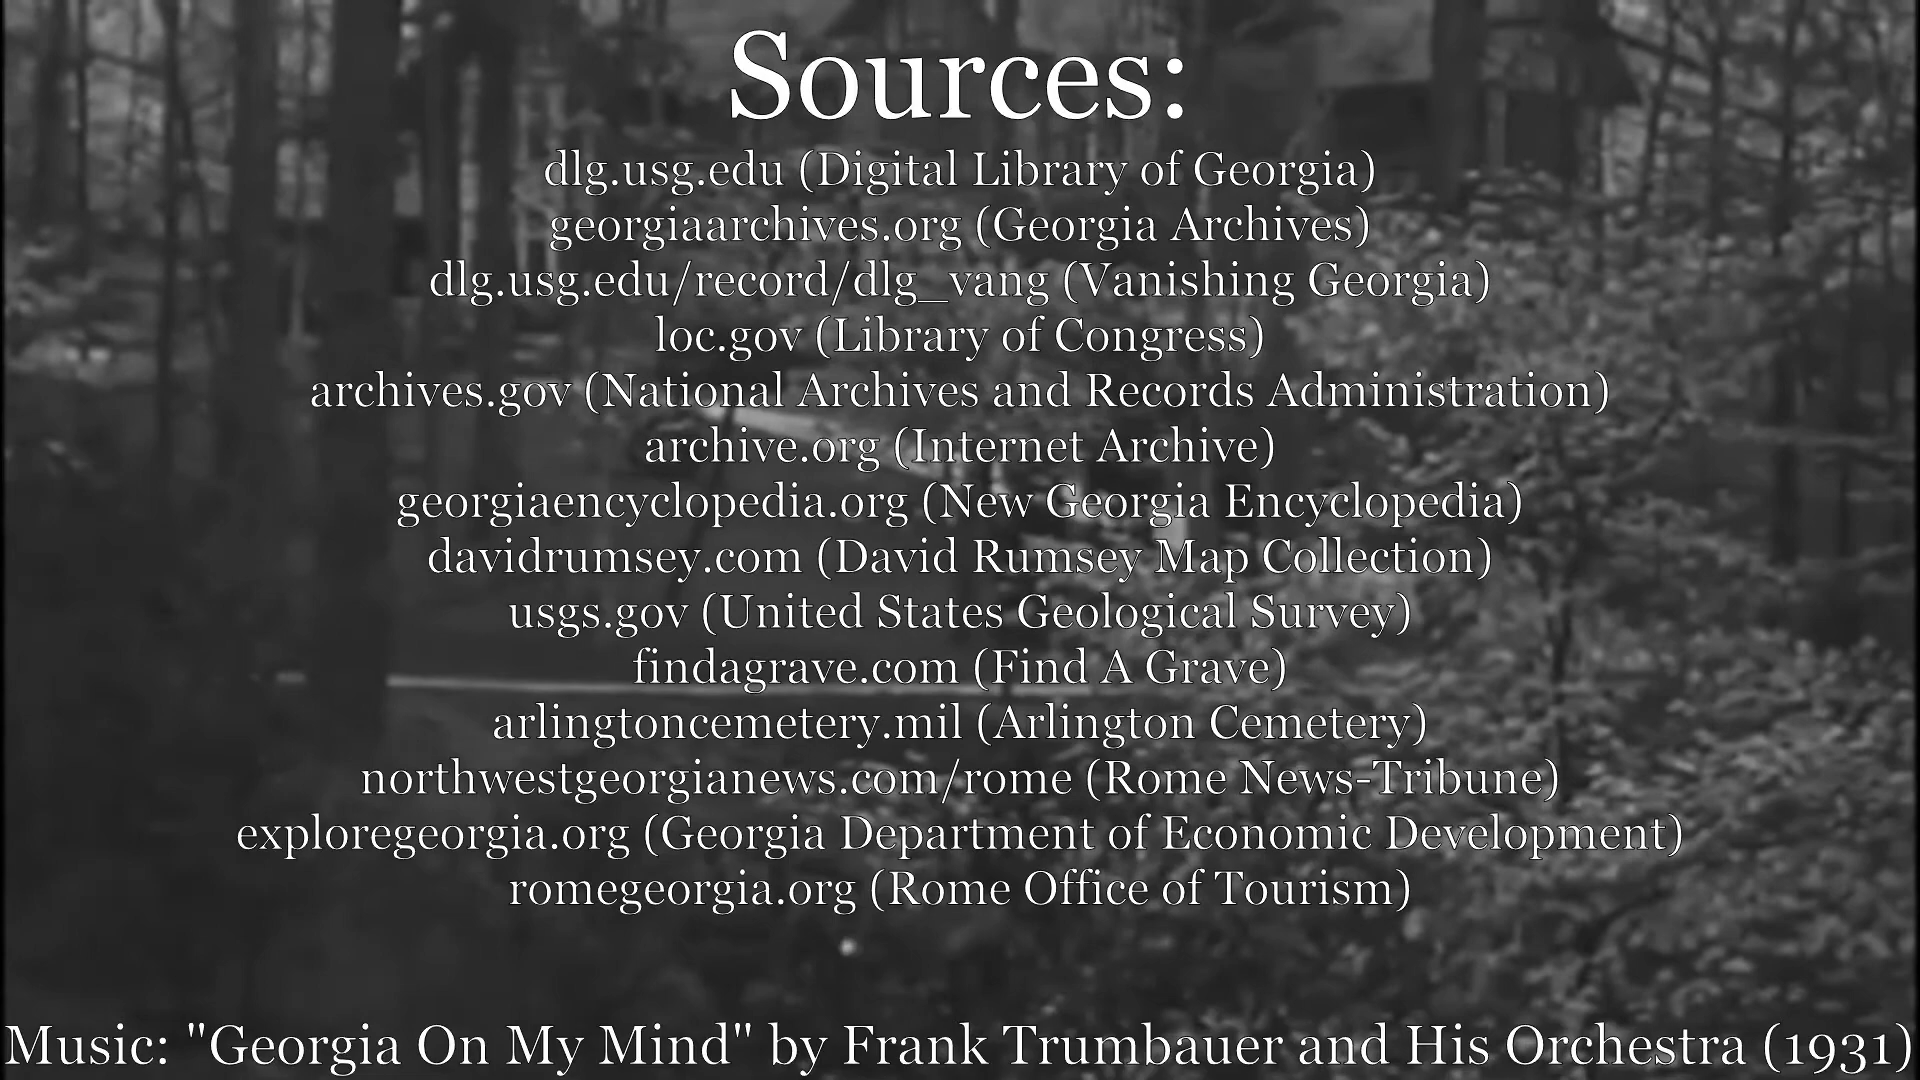 Sources:
dlg.usg.edu (Digital Library of Georgia)
georgiaarchives.org (Georgia Archives)
dlg.usg.edu/record/dlg_vang (Vanishing Georgia)
loc.gov (Library of Congress)
archives.gov (National Archives and Records Administration)
archive.org (Internet Archive)
georgiaencyclopedia.org (New Georgia Encyclopedia)
davidrumsey.com (David Rumsey Map Collection)
usgs.gov (United States Geological Survey)
findagrave.com (Find A Grave)
arlingtoncemetery.mil (Arlington Cemetery)
northwestgeorgianews.com/rome (Rome News-Tribune)
exploregeorgia.org (Georgia Department of Economic Development)
romegeorgia.org (Rome Office of Tourism)
Music: "Georgia On My Mind" by Frank Trumbauer and His Orchestra (1931)